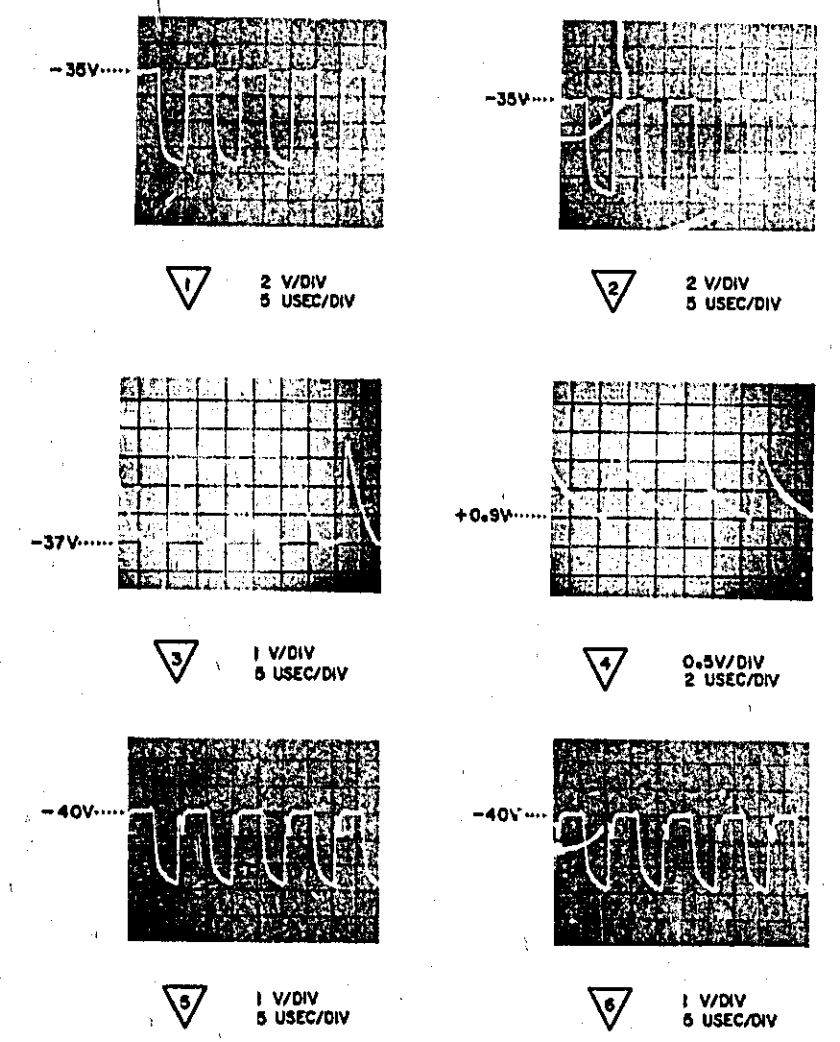 -35V.....
-35V....
1 2 V/DIV
5 USEC/DIV
2 2 V/DIV
5 USEC/DIV
-37V.....
+0.9V.....
3 1 V/DIV
5 USEC/DIV
4 0.5V/DIV
2 USEC/DIV
-40V.....
-40V....
5 1 V/DIV
5 USEC/DIV
6 1 V/DIV
5 USEC/DIV